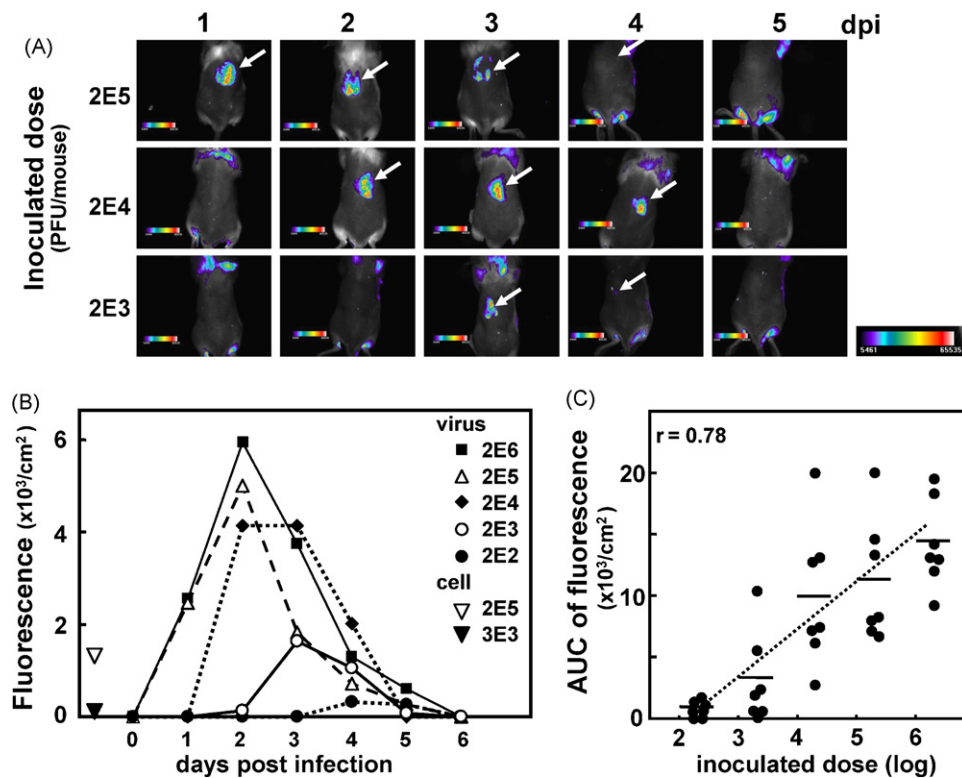 (A)
1 2 3 4 5 dpi
Inoculated dose
(PFU/mouse)
2E5
2E4
2E3
5461 65535
(B)
Fluorescence (x10³/cm²)
6
4
2
0
0 1 2 3 4 5 6
days post infection
virus
2E6
2E5
2E4
2E3
2E2
cell
2E5
3E3
(C)
AUC of fluorescence
(x10³/cm²)
r = 0.78
20
10
0
2 3 4 5 6
inoculated dose (log)